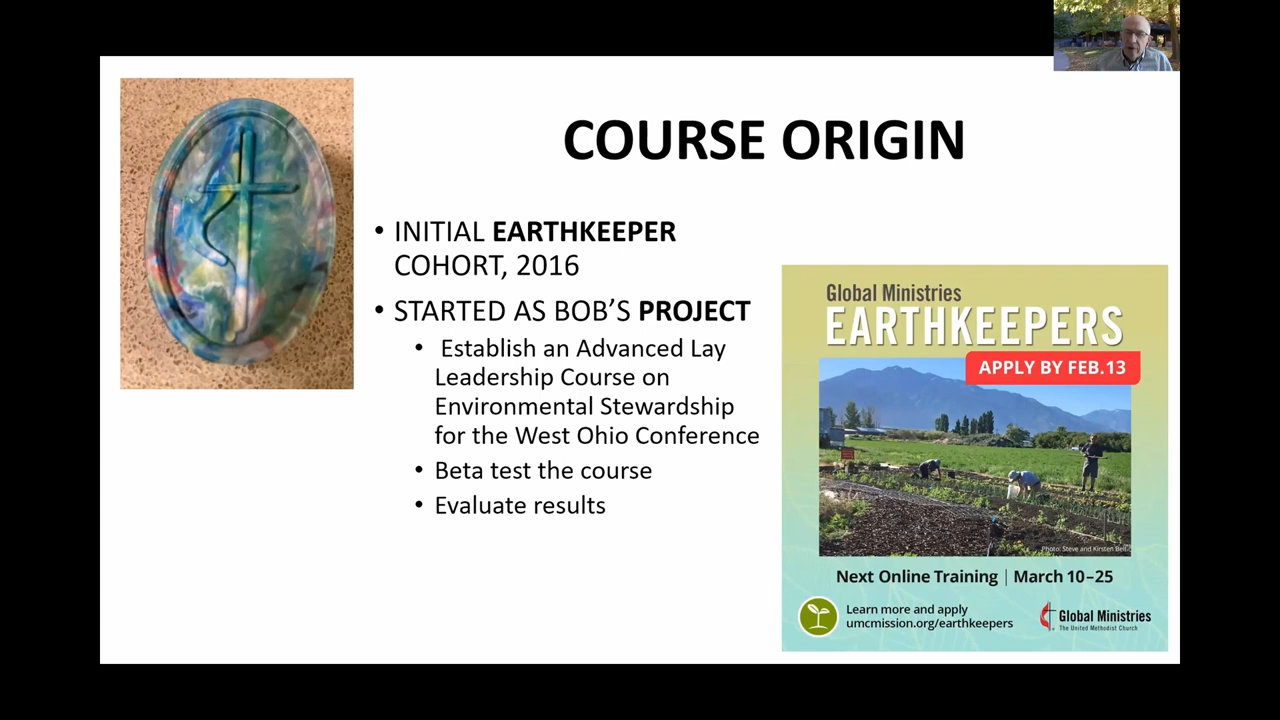 COURSE ORIGIN
• INITIAL EARTHKEEPER
COHORT, 2016
• STARTED AS BOB’S PROJECT
• Establish an Advanced Lay
Leadership Course on
Environmental Stewardship
for the West Ohio Conference
• Beta test the course
• Evaluate results
Global Ministries
EARTHKEEPERS
APPLY BY FEB.13
Photo: Steve and Kirsten
Next Online Training | March 10–25
Learn more and apply
umcmission.org/earthkeepers
Global Ministries
The United Methodist Church